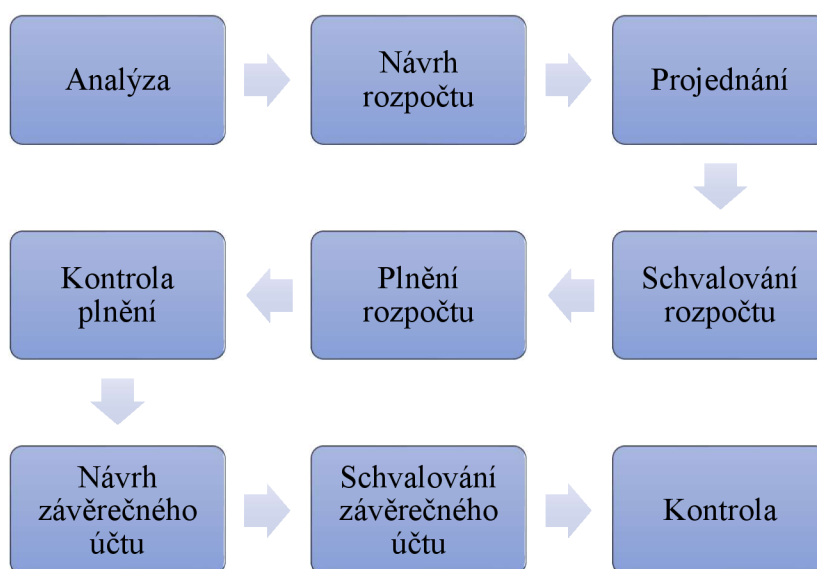 Analýza
Návrh
rozpočtu
Projednání
Schvalování
rozpočtu
Plnění
rozpočtu
Kontrola
plnění
Návrh
závěrečného
účtu
Schvalování
závěrečného
účtu
Kontrola